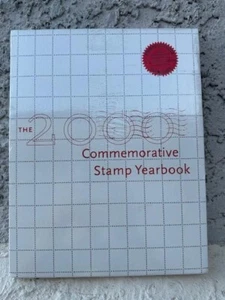 THE 2000
Commemorative
Stamp Yearbook